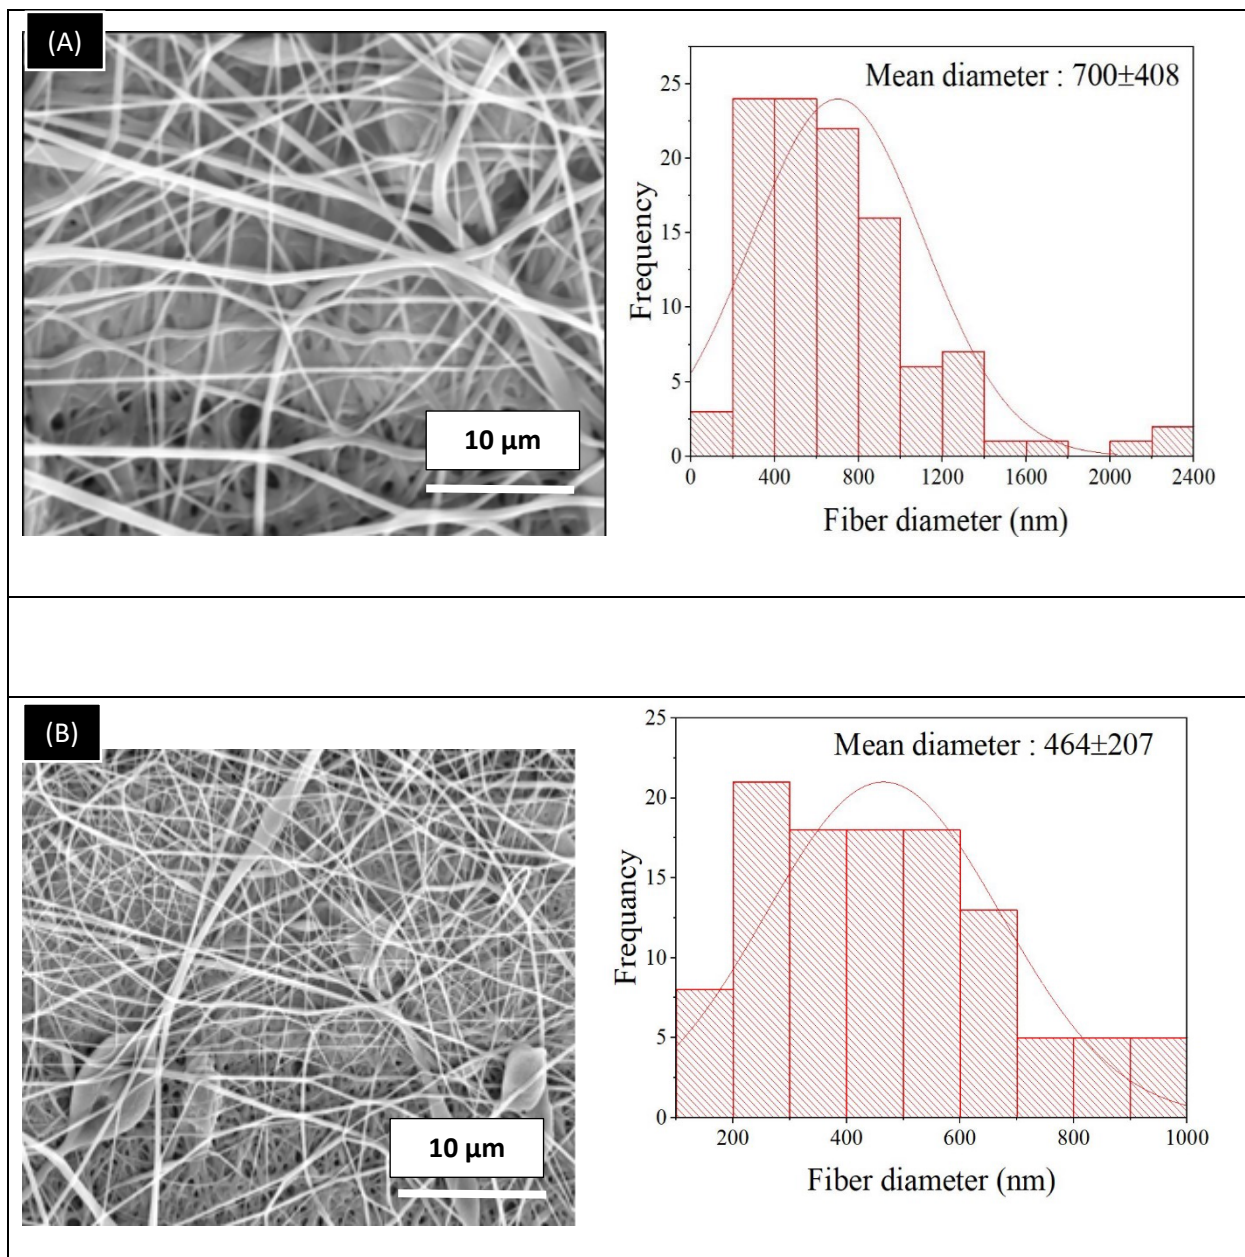 (A)
10 µm
Mean diameter : 700±408
25
20
15
10
5
0
Frequency
0 400 800 1200 1600 2000 2400
Fiber diameter (nm)
(B)
10 µm
Mean diameter : 464±207
25
20
15
10
5
0
Frequancy
200 400 600 800 1000
Fiber diameter (nm)